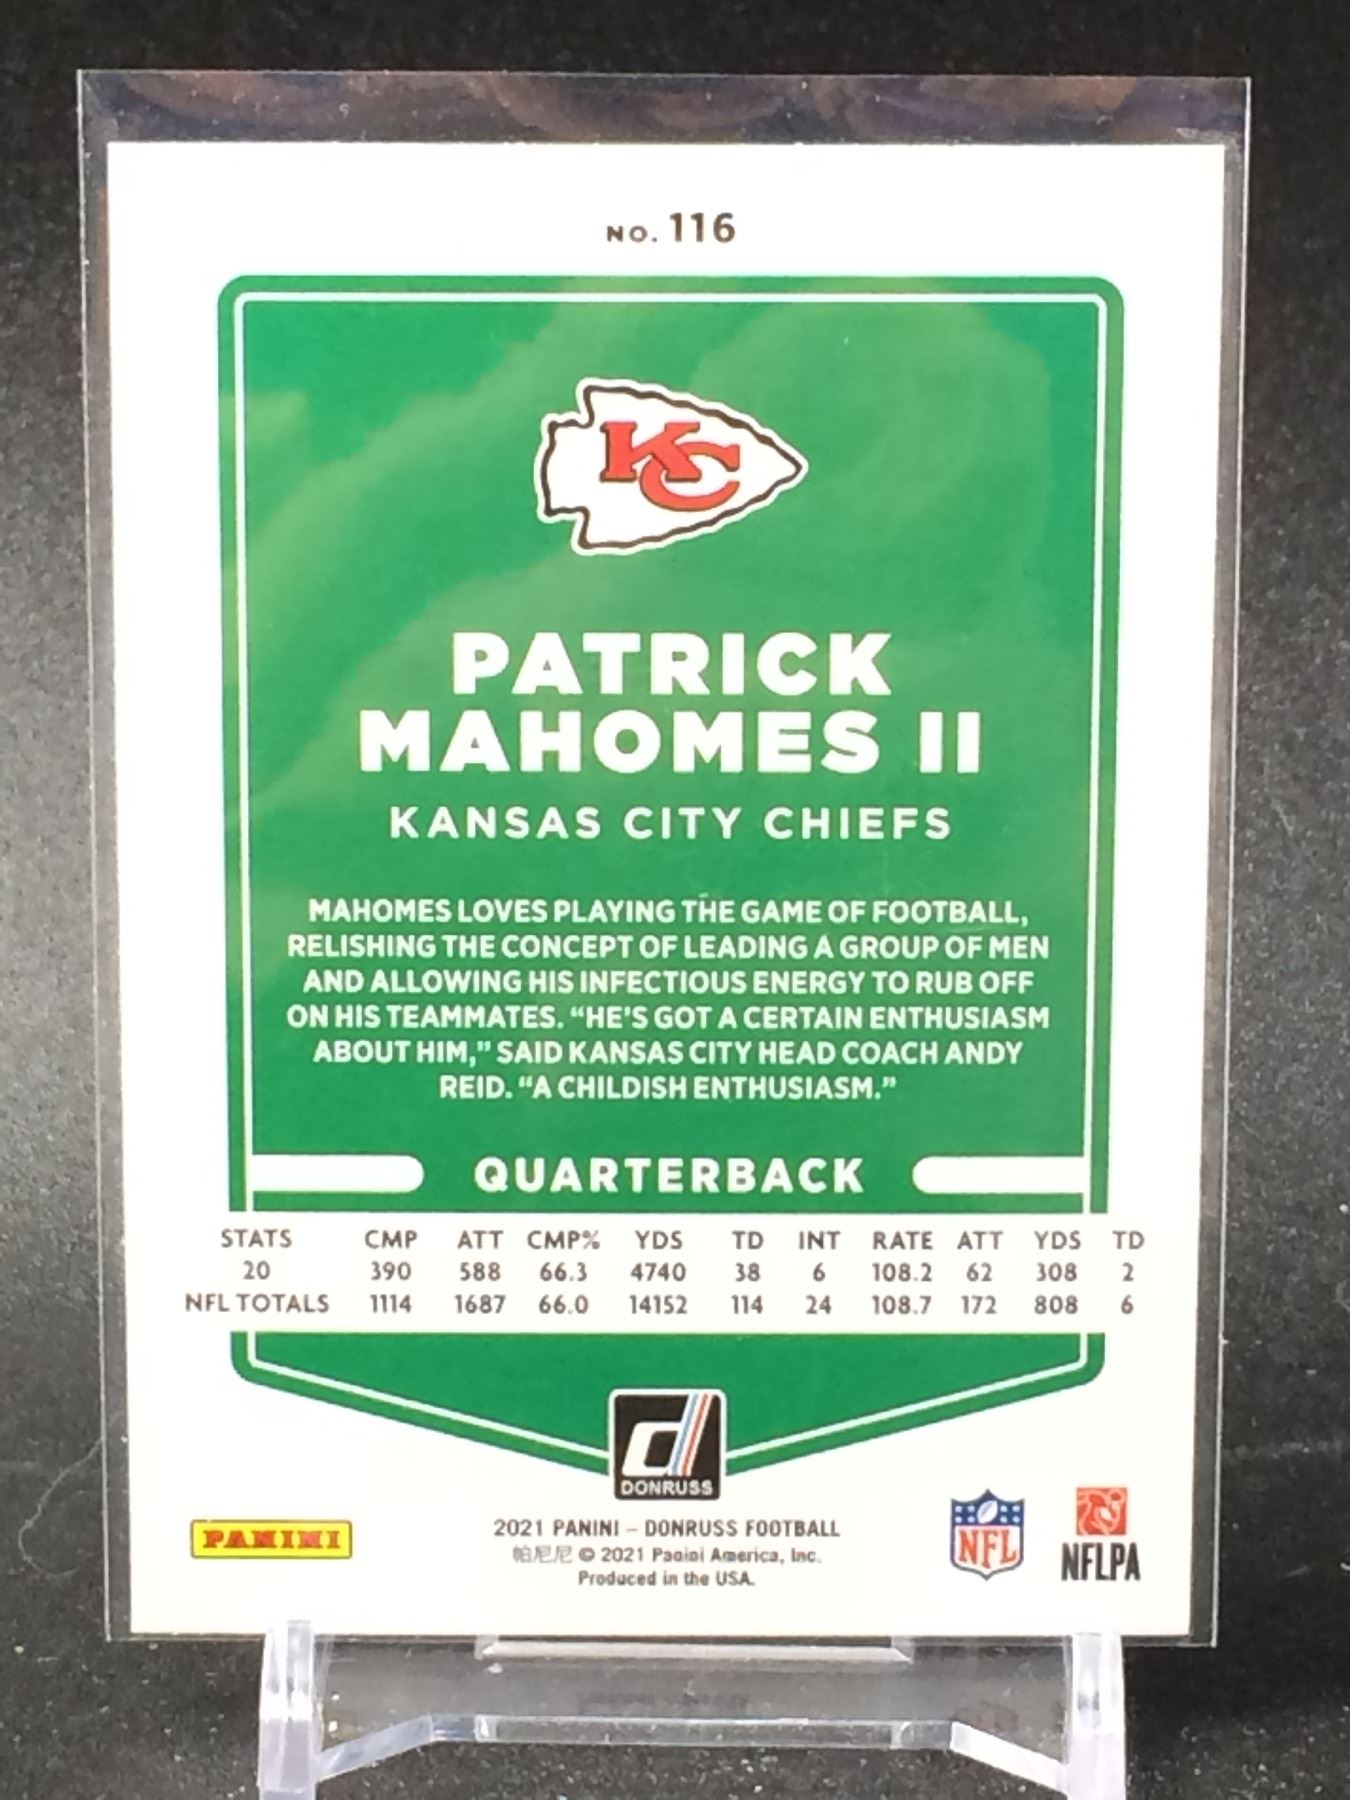 NO. 116
KC
PATRICK
MAHOMES II
KANSAS CITY CHIEFS
MAHOMES LOVES PLAYING THE GAME OF FOOTBALL,
RELISHING THE CONCEPT OF LEADING A GROUP OF MEN
AND ALLOWING HIS INFECTIOUS ENERGY TO RUB OFF
ON HIS TEAMMATES. “HE’S GOT A CERTAIN ENTHUSIASM
ABOUT HIM,” SAID KANSAS CITY HEAD COACH ANDY
REID. “A CHILDISH ENTHUSIASM.”
QUARTERBACK
STATS CMP ATT CMP% YDS TD INT RATE ATT YDS TD
20 390 588 66.3 4740 38 6 108.2 62 308 2
NFL TOTALS 1114 1687 66.0 14152 114 24 108.7 172 808 6
d
DONRUSS
PANINI
2021 PANINI – DONRUSS FOOTBALL
帕尼尼 © 2021 Panini America, Inc.
Produced in the USA.
NFL
NFLPA